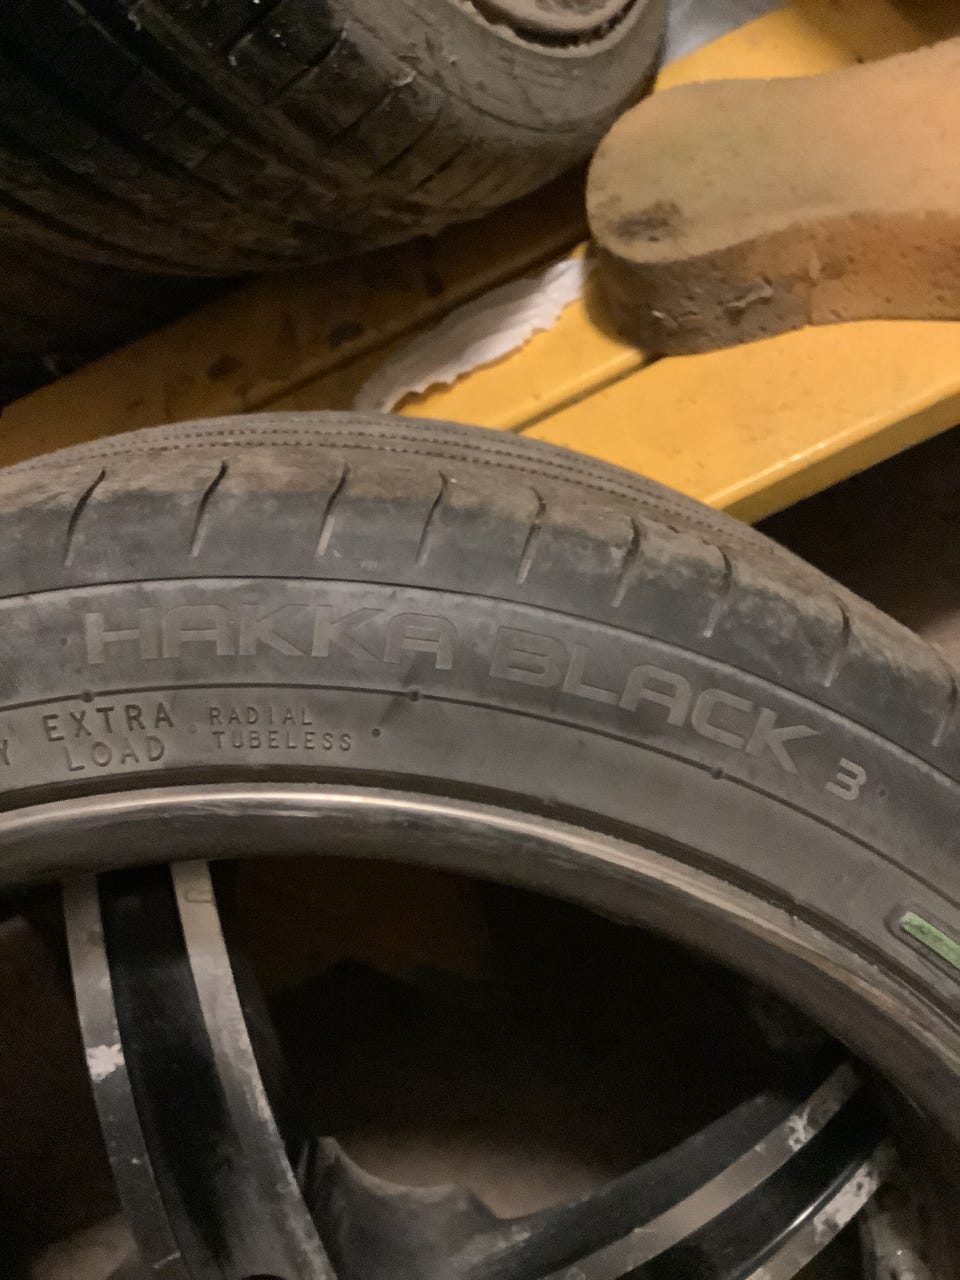 HAKKA BLACK 3
EXTRA LOAD
RADIAL TUBELESS